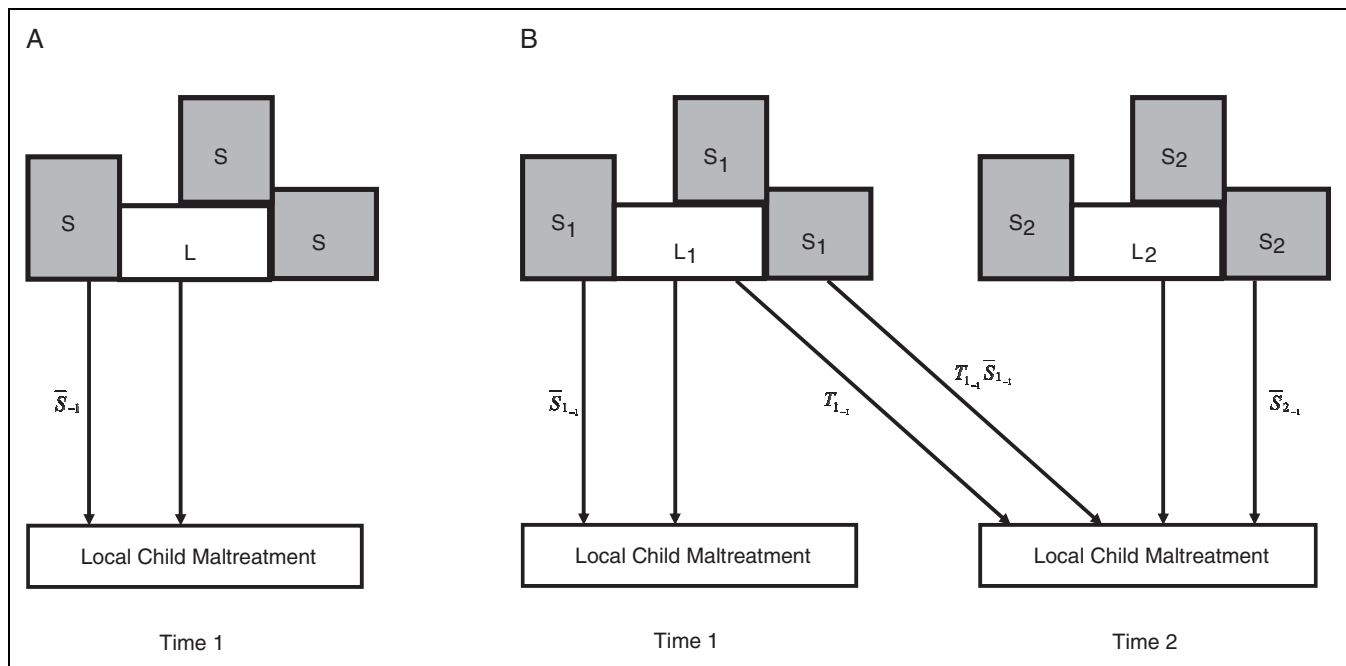 A
B
S
S
S
L
S₁
S₁
S₁
L₁
S₂
S₂
S₂
L₂
S̅₋₁
S̅₁₋₁
T₁₋₁
T₁₋₁ S̅₁₋₁
S̅₂₋₁
Local Child Maltreatment
Local Child Maltreatment
Local Child Maltreatment
Time 1
Time 1
Time 2